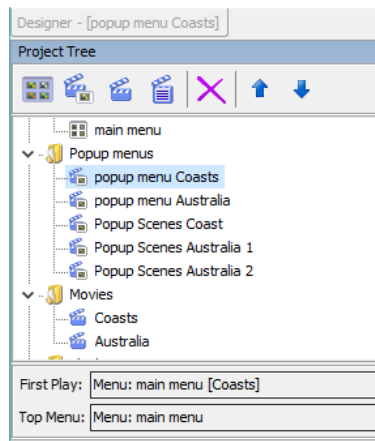 Designer - [popup menu Coasts]
Project Tree
main menu
Popup menus
popup menu Coasts
popup menu Australia
Popup Scenes Coast
Popup Scenes Australia 1
Popup Scenes Australia 2
Movies
Coasts
Australia
First Play: Menu: main menu [Coasts]
Top Menu: Menu: main menu